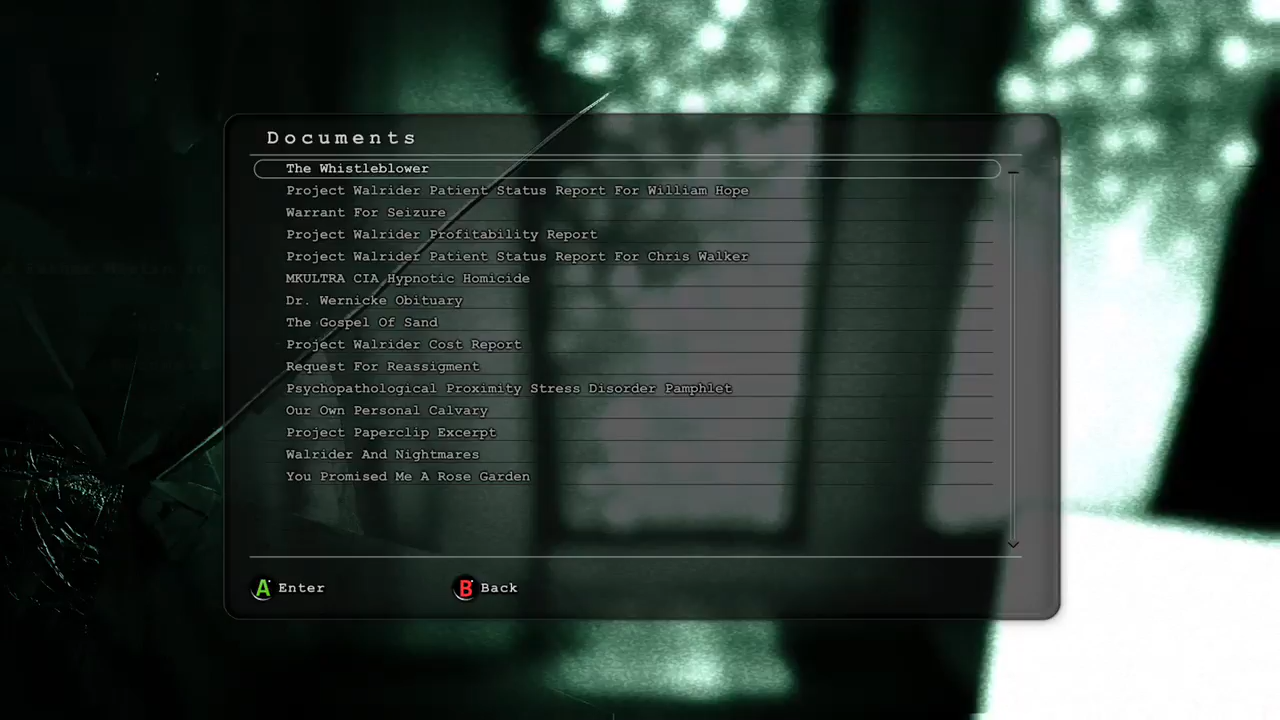 Documents
The Whistleblower
Project Walrider Patient Status Report For William Hope
Warrant For Seizure
Project Walrider Profitability Report
Project Walrider Patient Status Report For Chris Walker
MKULTRA CIA Hypnotic Homicide
Dr. Wernicke Obituary
The Gospel Of Sand
Project Walrider Cost Report
Request For Reassigment
Psychopathological Proximity Stress Disorder Pamphlet
Our Own Personal Calvary
Project Paperclip Excerpt
Walrider And Nightmares
You Promised Me A Rose Garden
A Enter B Back